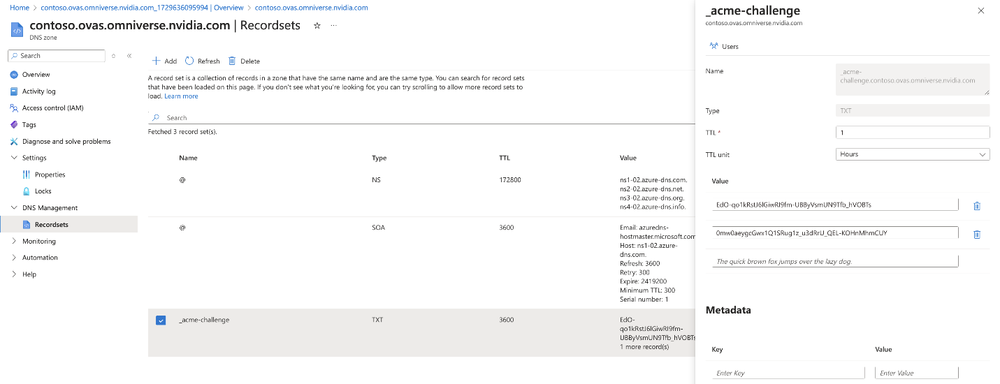 Home > contoso.ovas.omniverse.nvidia.com_1729636095994 | Overview > contoso.ovas.omniverse.nvidia.com
contoso.ovas.omniverse.nvidia.com | Recordsets
DNS zone
Search
Overview
Activity log
Access control (IAM)
Tags
Diagnose and solve problems
Settings
Properties
Locks
DNS Management
Recordsets
Monitoring
Automation
Help
Add Refresh Delete
A record set is a collection of records in a zone that have the same name and are the same type. You can search for record sets
that have been loaded on this page. If you don't see what you're looking for, you can try scrolling to allow more record sets to
load. Learn more
Search
Fetched 3 record set(s).
Name Type TTL Value
@ NS 172800 ns1-02.azure-dns.com.
ns2-02.azure-dns.net.
ns3-02.azure-dns.org.
ns4-02.azure-dns.info.
@ SOA 3600 Email: azuredns-
hostmaster.microsoft.com
Host: ns1-02.azure-
dns.com.
Refresh: 3600
Retry: 300
Expire: 2419200
Minimum TTL: 300
Serial number: 1
_acme-challenge TXT 3600 EdO-
qo1kRstJ6lGiwRI9fm-
UBByVsmUN9Tfb_hVOBTs
1 more record(s)
_acme-challenge
contoso.ovas.omniverse.nvidia.com
Users
Name _acme-
challenge.contoso.ovas.omniverse.nvidia.com
Type TXT
TTL * 1
TTL unit Hours
Value
EdO-qo1kRstJ6lGiwRI9fm-UBByVsmUN9Tfb_hVOBTs
0mw0aeygcGwx1Q1SRug1z_u3dRrU_QEL-KOHnMhmCUY
The quick brown fox jumps over the lazy dog.
Metadata
Key Value
Enter Key Enter Value